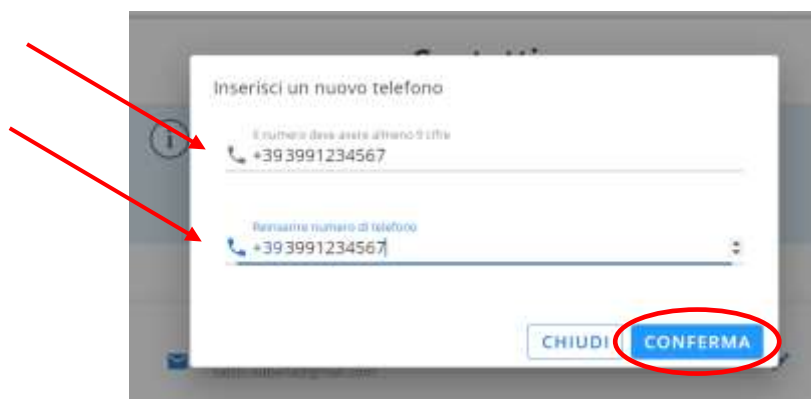 Inserisci un nuovo telefono
Il numero deve avere almeno 9 cifre
+393991234567
Reinserire numero di telefono
+393991234567
CHIUDI
CONFERMA